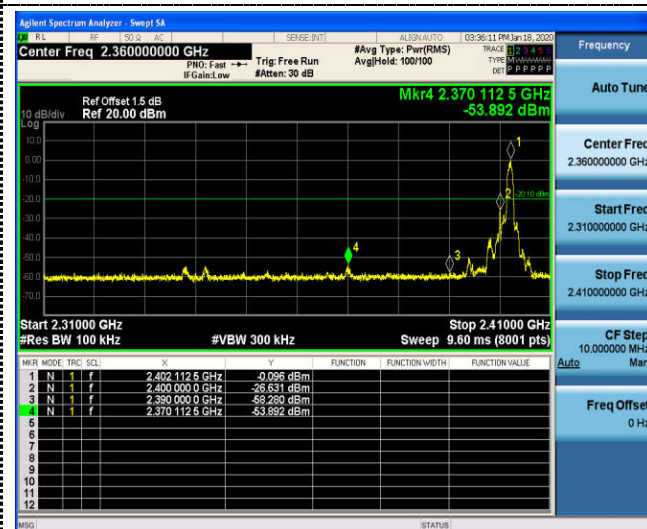 Agilent Spectrum Analyzer - Swept SA
RL RF 50 Ω AC SENSE:INT ALIGNAUTO 03:36:11 PM Jan 18, 2020
Center Freq 2.360000000 GHz
PNO: Fast
IFGain:Low
Trig: Free Run
#Atten: 30 dB
#Avg Type: Pwr(RMS)
Avg|Hold: 100/100
TRACE 1 2 3 4 5 6
TYPE M
DET P P P P P P
Frequency
Auto Tune
Center Freq
2.360000000 GHz
Start Freq
2.310000000 GHz
Stop Freq
2.410000000 GHz
CF Step
10.000000 MHz
Auto Man
Freq Offset
0 Hz
Mkr4 2.370 112 5 GHz
-53.892 dBm
Ref Offset 1.5 dB
10 dB/div Ref 20.00 dBm
Log
10.0
0.00
-10.0
-20.0
-30.0
-40.0
-50.0
-60.0
-70.0
1
2
-20.10 dBm
3
4
Start 2.31000 GHz Stop 2.41000 GHz
#Res BW 100 kHz #VBW 300 kHz Sweep 9.60 ms (8001 pts)
MKR MODE TRC SCL X Y FUNCTION FUNCTION WIDTH FUNCTION VALUE
1 N 1 f 2.402 112 5 GHz -0.096 dBm
2 N 1 f 2.400 000 0 GHz -26.631 dBm
3 N 1 f 2.390 000 0 GHz -58.280 dBm
4 N 1 f 2.370 112 5 GHz -53.892 dBm
5
6
7
8
9
10
11
12
MSG STATUS